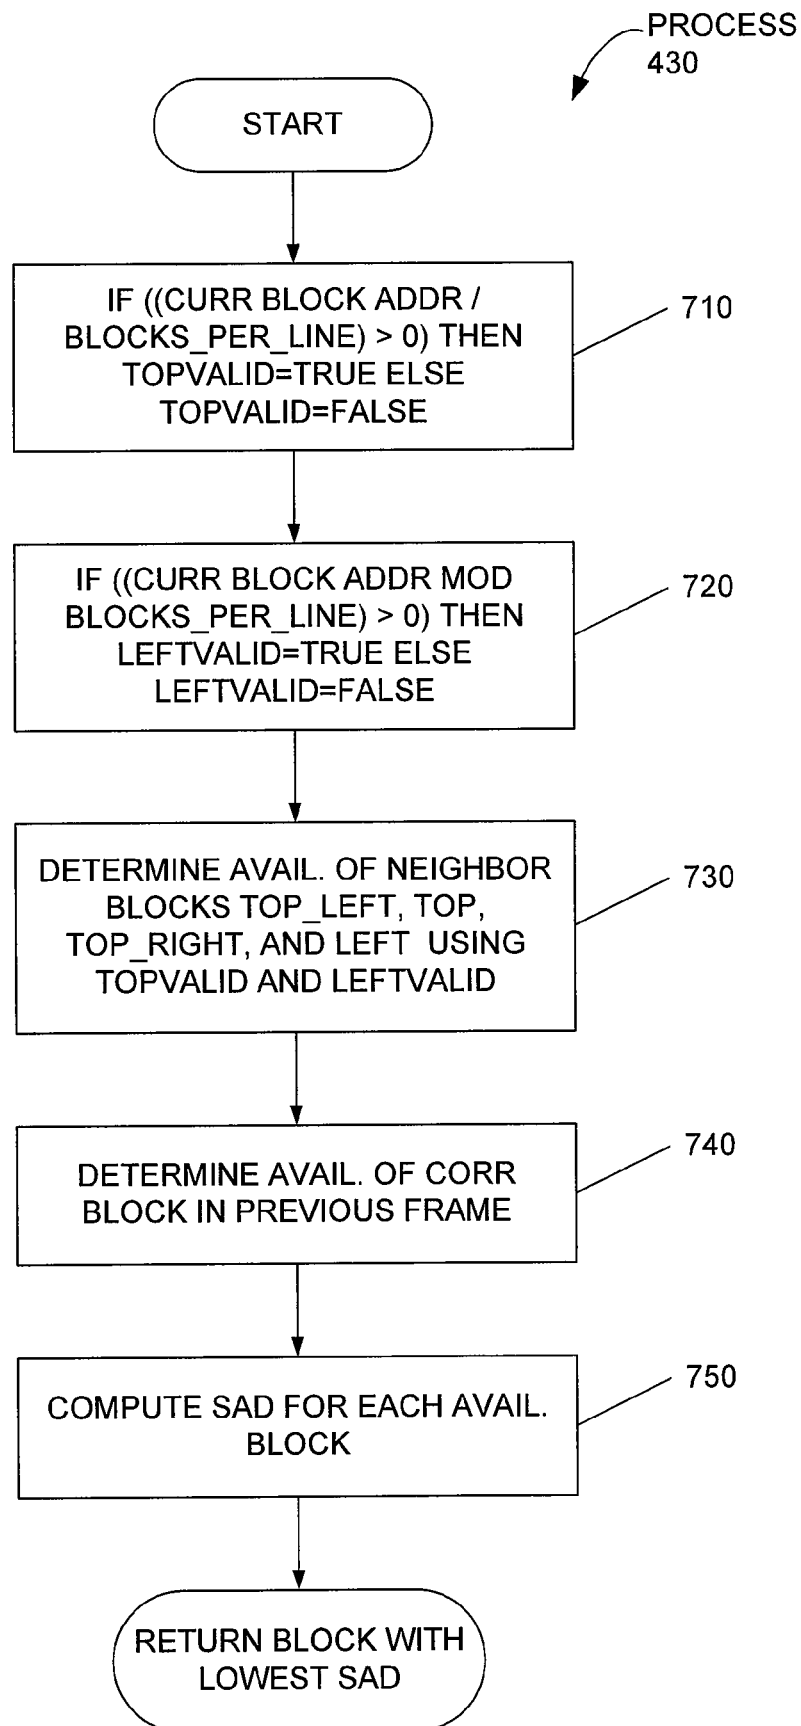 PROCESS
430
START
IF ((CURR BLOCK ADDR /
BLOCKS_PER_LINE) > 0) THEN
TOPVALID=TRUE ELSE
TOPVALID=FALSE
710
IF ((CURR BLOCK ADDR MOD
BLOCKS_PER_LINE) > 0) THEN
LEFTVALID=TRUE ELSE
LEFTVALID=FALSE
720
DETERMINE AVAIL. OF NEIGHBOR
BLOCKS TOP_LEFT, TOP,
TOP_RIGHT, AND LEFT USING
TOPVALID AND LEFTVALID
730
DETERMINE AVAIL. OF CORR
BLOCK IN PREVIOUS FRAME
740
COMPUTE SAD FOR EACH AVAIL.
BLOCK
750
RETURN BLOCK WITH
LOWEST SAD